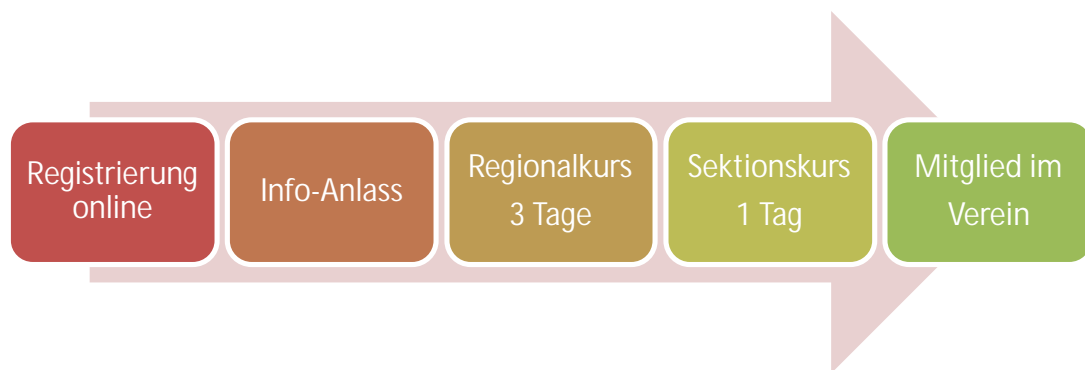 Registrierung
online
Info-Anlass
Regionalkurs
3 Tage
Sektionskurs
1 Tag
Mitglied im
Verein